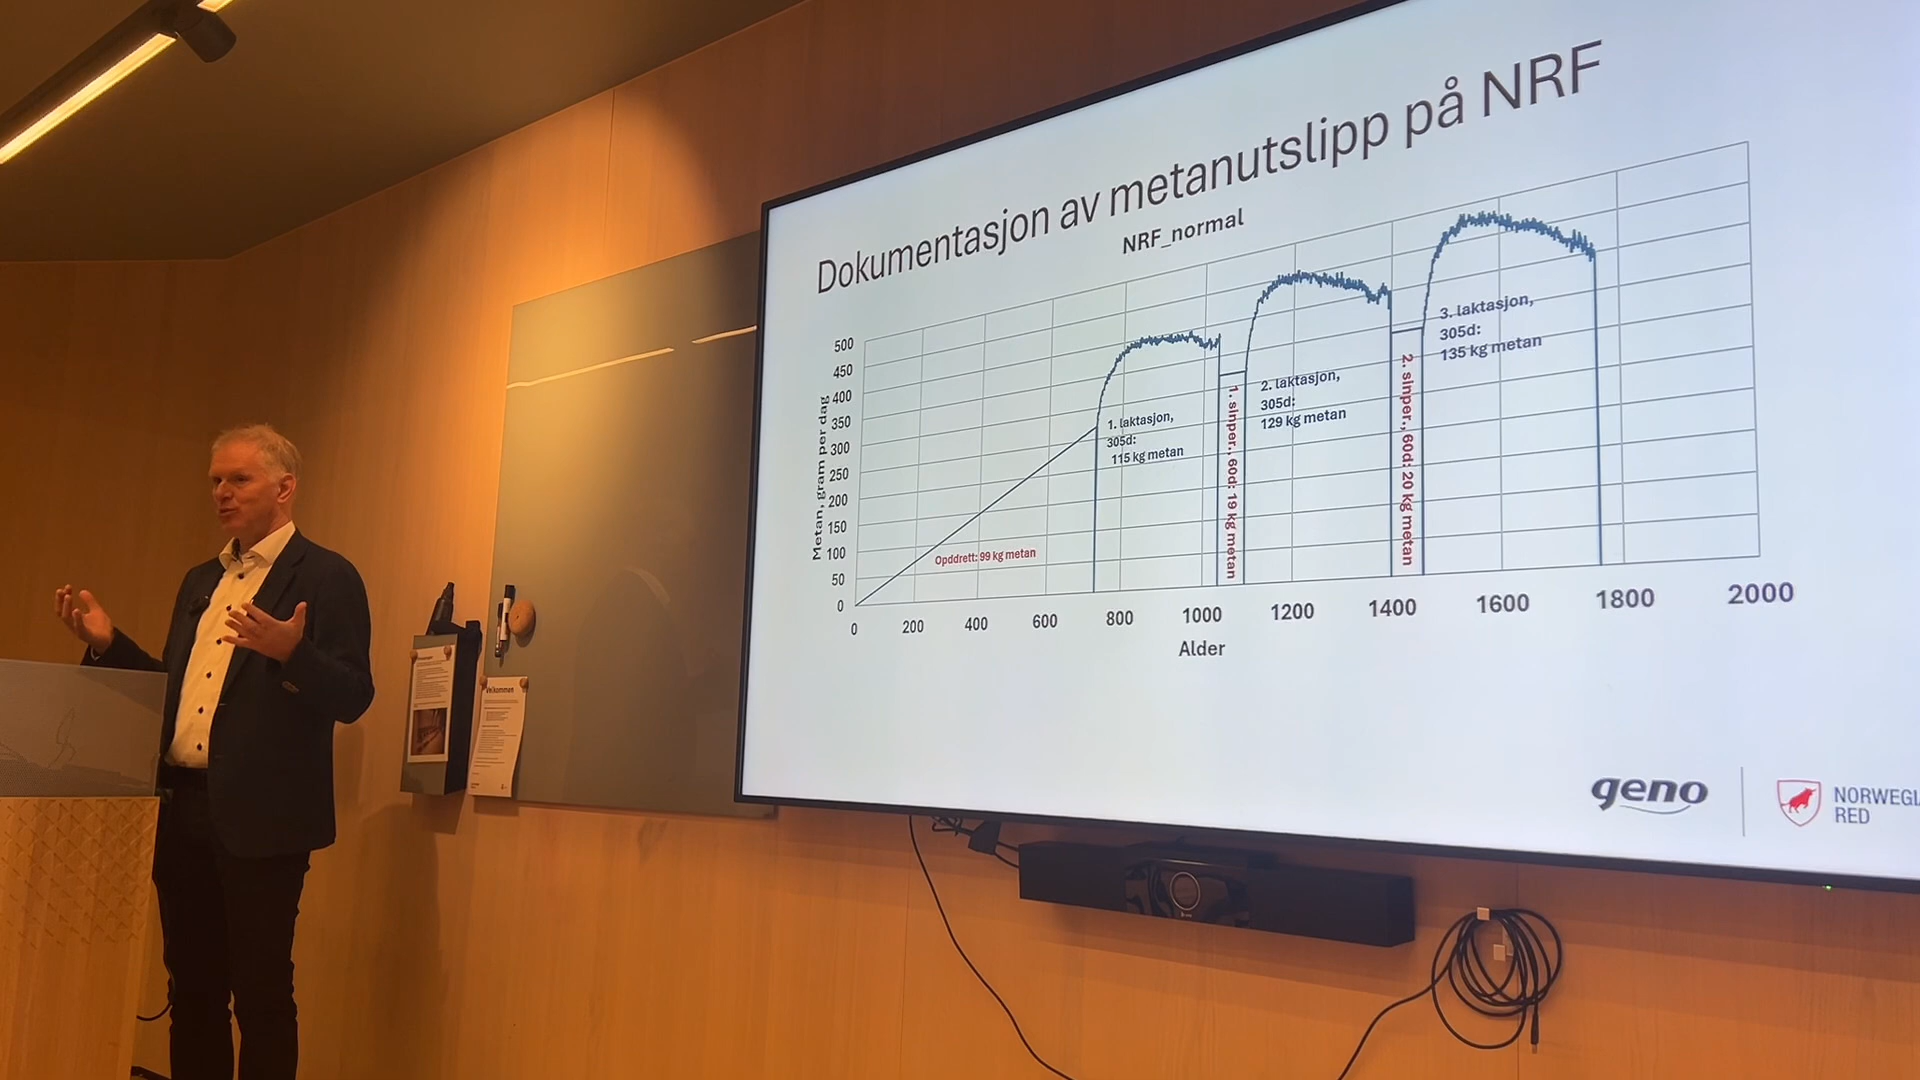 Dokumentasjon av metanutslipp på NRF
NRF_normal
Metan, gram per dag
500
450
400
350
300
250
200
150
100
50
0
0 200 400 600 800 1000 1200 1400 1600 1800 2000
Alder
Opddrett: 99 kg metan
1. laktasjon,
305d:
115 kg metan
1. sinper., 60d: 19 kg metan
2. laktasjon,
305d:
129 kg metan
2. sinper., 60d: 20 kg metan
3. laktasjon,
305d:
135 kg metan
geno
NORWEGI
RED
Velkommen